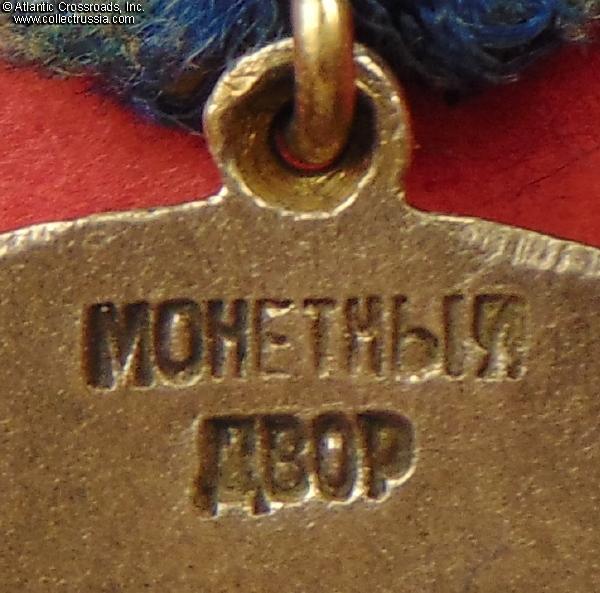 © Atlantic Crossroads, Inc.
www.collectrussia.com
МОНЕТНЫЙ
ДВОР